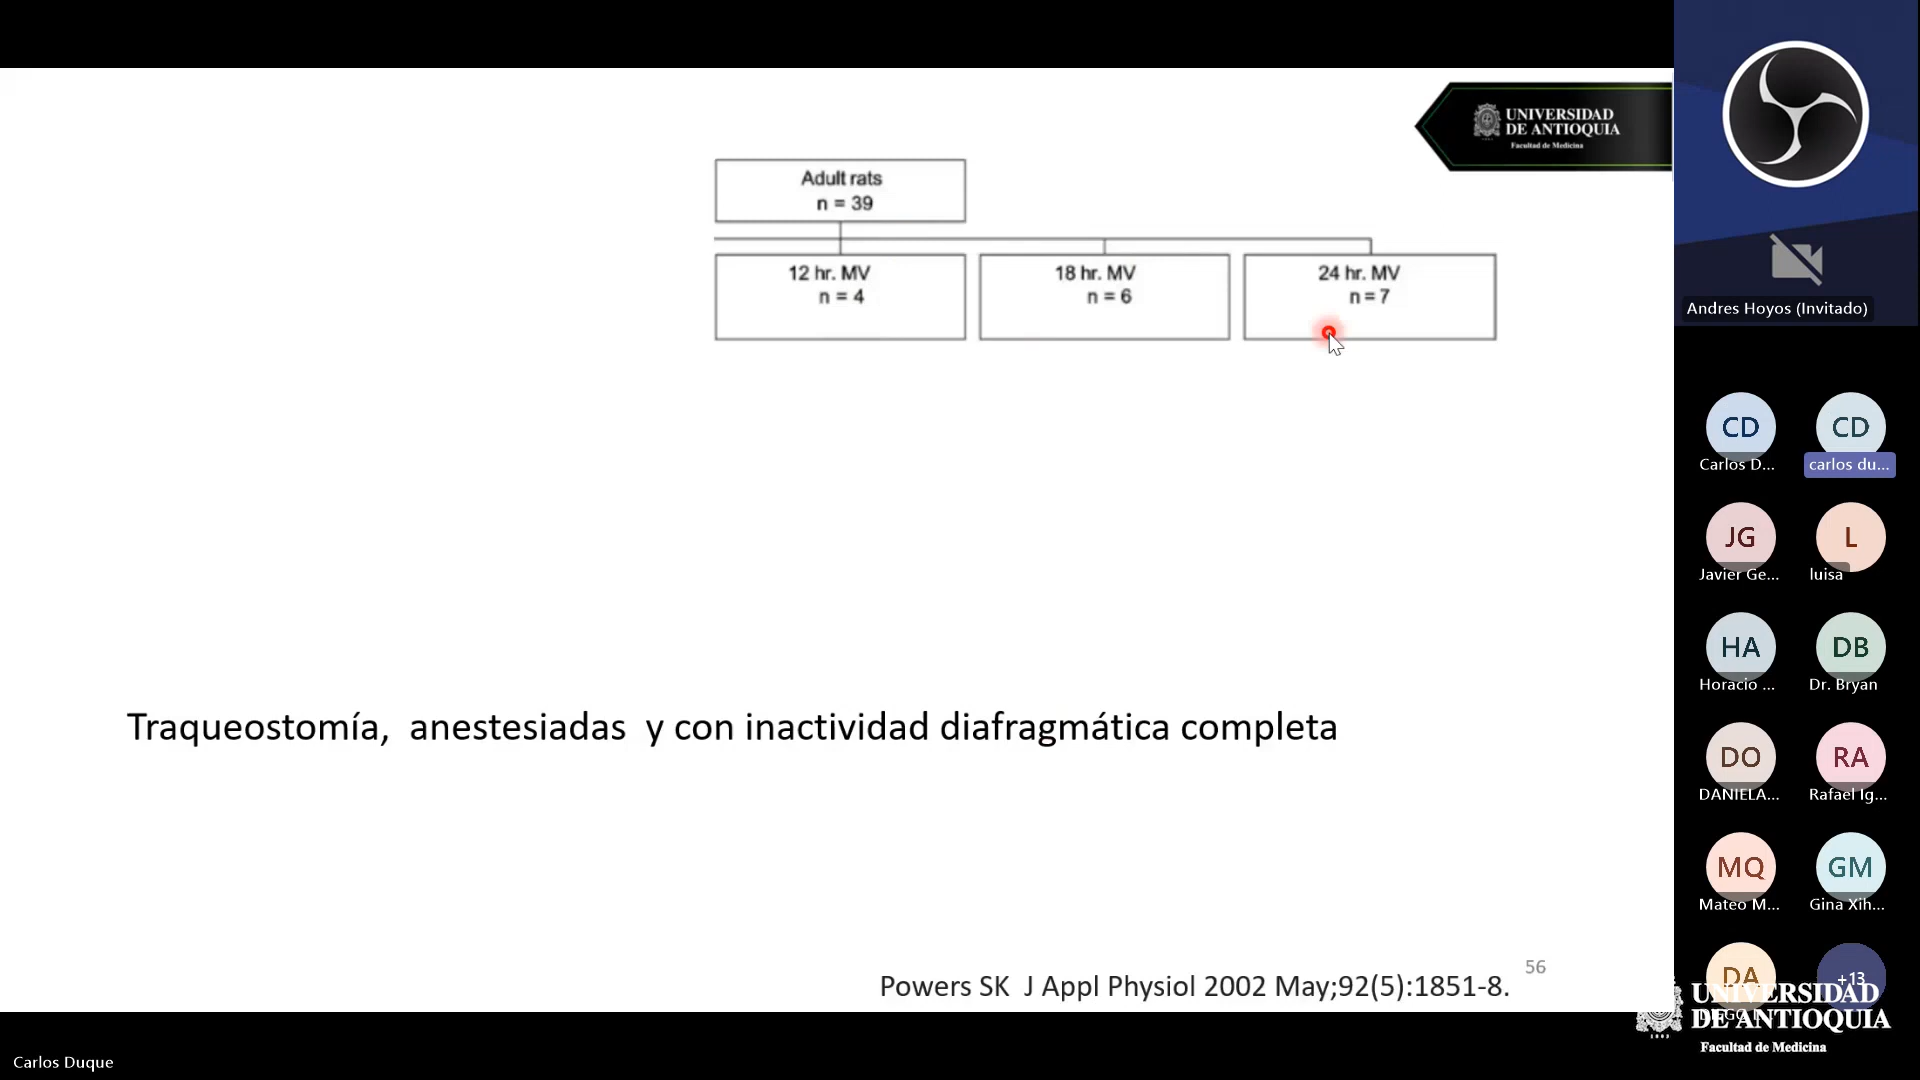 UNIVERSIDAD
DE ANTIOQUIA
Facultad de Medicina
Adult rats
n = 39
12 hr. MV
n = 4
18 hr. MV
n = 6
24 hr. MV
n = 7
Traqueostomía, anestesiadas y con inactividad diafragmática completa
56
Powers SK J Appl Physiol 2002 May;92(5):1851-8.
Carlos Duque
Andres Hoyos (Invitado)
CD
Carlos D...
CD
carlos du...
JG
Javier Ge...
L
luisa
HA
Horacio ...
DB
Dr. Bryan
DO
DANIELA...
RA
Rafael Ig...
MQ
Mateo M...
GM
Gina Xih...
DA
+13
UNIVERSIDAD
DE ANTIOQUIA
Facultad de Medicina